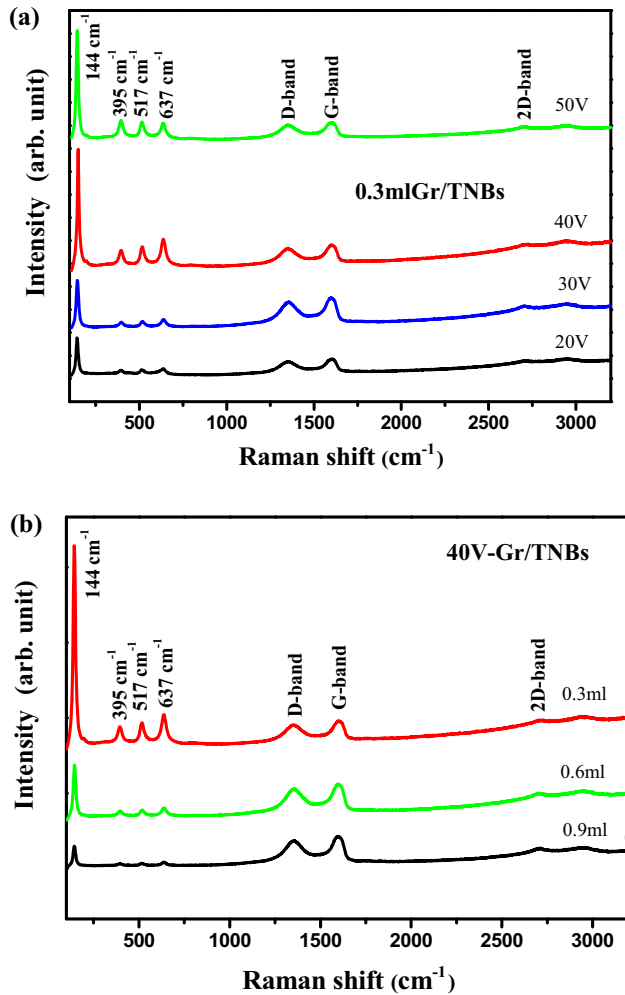 (a)
144 cm⁻¹
395 cm⁻¹
517 cm⁻¹
637 cm⁻¹
D-band
G-band
2D-band
50V
0.3mlGr/TNBs
40V
30V
20V
Intensity (arb. unit)
500 1000 1500 2000 2500 3000
Raman shift (cm⁻¹)
(b)
144 cm⁻¹
40V-Gr/TNBs
395 cm⁻¹
517 cm⁻¹
637 cm⁻¹
D-band
G-band
2D-band
0.3ml
0.6ml
0.9ml
Intensity (arb. unit)
500 1000 1500 2000 2500 3000
Raman shift (cm⁻¹)